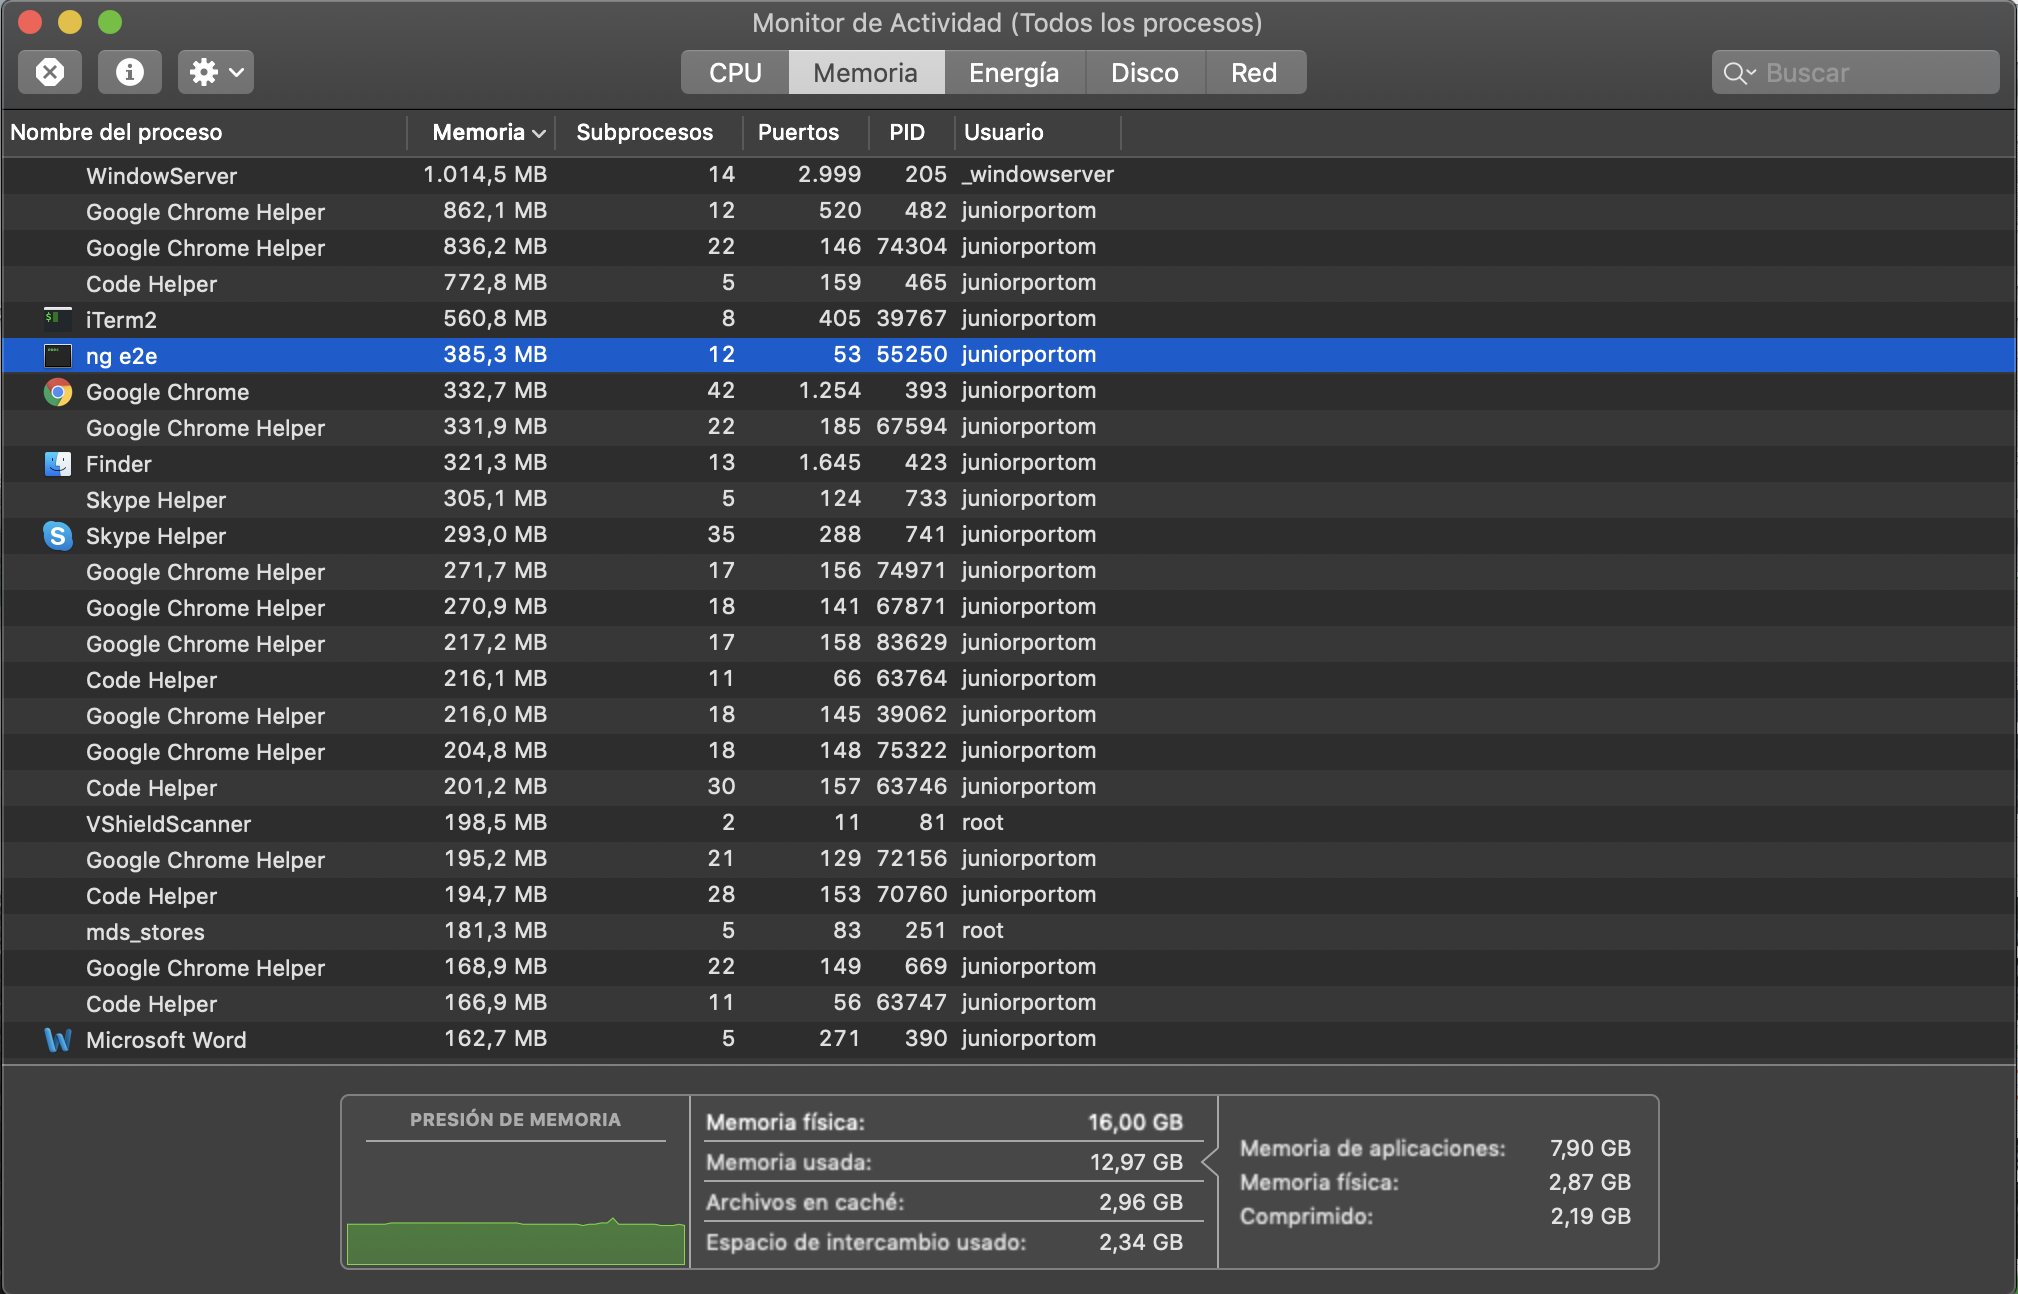 Monitor de Actividad (Todos los procesos)
CPU Memoria Energía Disco Red Buscar
Nombre del proceso Memoria Subprocesos Puertos PID Usuario
WindowServer 1.014,5 MB 14 2.999 205 _windowserver
Google Chrome Helper 862,1 MB 12 520 482 juniorportom
Google Chrome Helper 836,2 MB 22 146 74304 juniorportom
Code Helper 772,8 MB 5 159 465 juniorportom
iTerm2 560,8 MB 8 405 39767 juniorportom
ng e2e 385,3 MB 12 53 55250 juniorportom
Google Chrome 332,7 MB 42 1.254 393 juniorportom
Google Chrome Helper 331,9 MB 22 185 67594 juniorportom
Finder 321,3 MB 13 1.645 423 juniorportom
Skype Helper 305,1 MB 5 124 733 juniorportom
Skype Helper 293,0 MB 35 288 741 juniorportom
Google Chrome Helper 271,7 MB 17 156 74971 juniorportom
Google Chrome Helper 270,9 MB 18 141 67871 juniorportom
Google Chrome Helper 217,2 MB 17 158 83629 juniorportom
Code Helper 216,1 MB 11 66 63764 juniorportom
Google Chrome Helper 216,0 MB 18 145 39062 juniorportom
Google Chrome Helper 204,8 MB 18 148 75322 juniorportom
Code Helper 201,2 MB 30 157 63746 juniorportom
VShieldScanner 198,5 MB 2 11 81 root
Google Chrome Helper 195,2 MB 21 129 72156 juniorportom
Code Helper 194,7 MB 28 153 70760 juniorportom
mds_stores 181,3 MB 5 83 251 root
Google Chrome Helper 168,9 MB 22 149 669 juniorportom
Code Helper 166,9 MB 11 56 63747 juniorportom
Microsoft Word 162,7 MB 5 271 390 juniorportom
PRESIÓN DE MEMORIA
Memoria física: 16,00 GB
Memoria usada: 12,97 GB
Archivos en caché: 2,96 GB
Espacio de intercambio usado: 2,34 GB
Memoria de aplicaciones: 7,90 GB
Memoria física: 2,87 GB
Comprimido: 2,19 GB